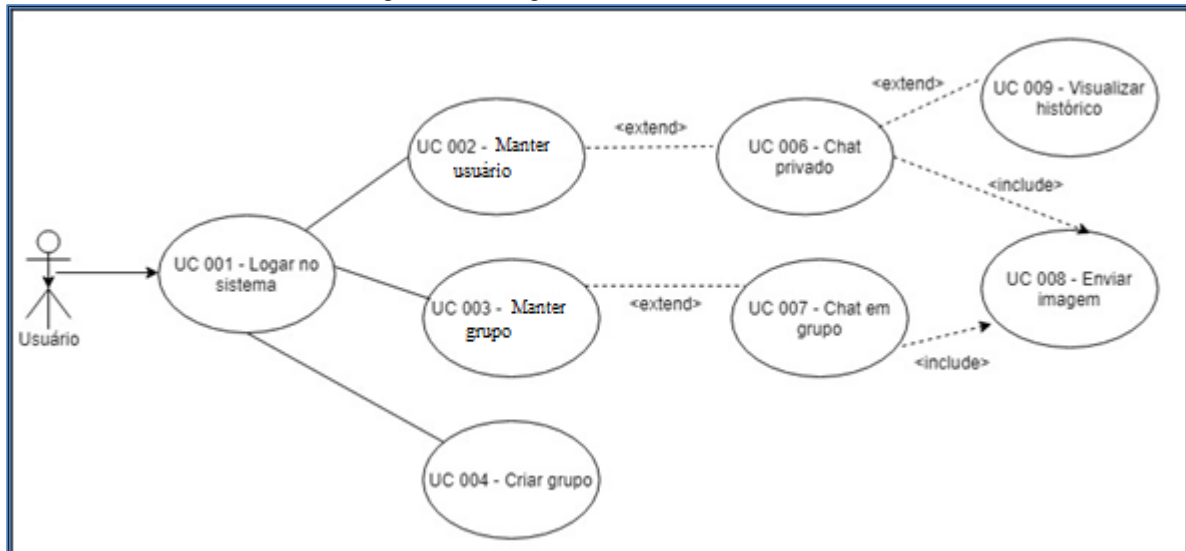 <extend>
UC 009 - Visualizar
histórico
UC 002 - Manter
usuário
<extend>
UC 006 - Chat
privado
<include>
UC 001 - Logar no
sistema
UC 008 - Enviar
imagem
UC 003 - Manter
grupo
<extend>
UC 007 - Chat em
grupo
Usuário
<include>
UC 004 - Criar grupo